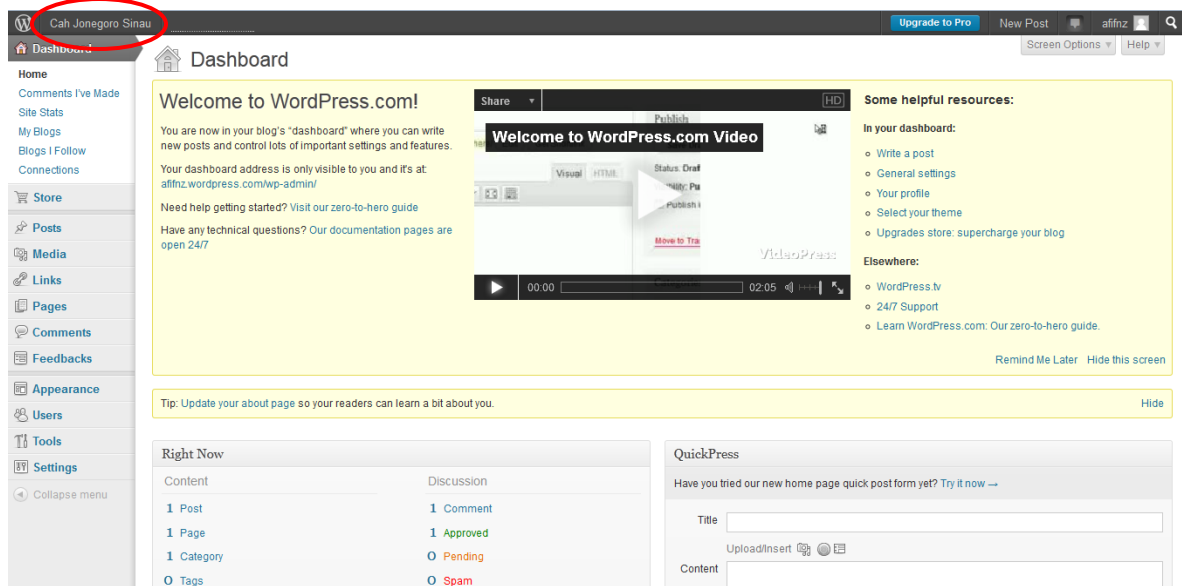 Cah Jonegoro Sinau
Upgrade to Pro
New Post
afifnz
Dashboard
Home
Comments I've Made
Site Stats
My Blogs
Blogs I Follow
Connections
Store
Posts
Media
Links
Pages
Comments
Feedbacks
Appearance
Users
Tools
Settings
Collapse menu
Screen Options
Help
Dashboard
Welcome to WordPress.com!
You are now in your blog's "dashboard" where you can write
new posts and control lots of important settings and features.
Your dashboard address is only visible to you and it's at:
afifnz.wordpress.com/wp-admin/
Need help getting started? Visit our zero-to-hero guide
Have any technical questions? Our documentation pages are
open 24/7
Share
HD
Publish
Welcome to WordPress.com Video
Visual HTML
Status: Draf
Publish
Move to Tra
VideoPress
00:00
02:05
Some helpful resources:
In your dashboard:
Write a post
General settings
Your profile
Select your theme
Upgrades store: supercharge your blog
Elsewhere:
WordPress.tv
24/7 Support
Learn WordPress.com: Our zero-to-hero guide.
Remind Me Later Hide this screen
Tip: Update your about page so your readers can learn a bit about you.
Hide
Right Now
Content
Discussion
1 Post
1 Comment
1 Page
1 Approved
1 Category
0 Pending
0 Tags
0 Spam
QuickPress
Have you tried our new home page quick post form yet? Try it now →
Title
Upload/Insert
Content